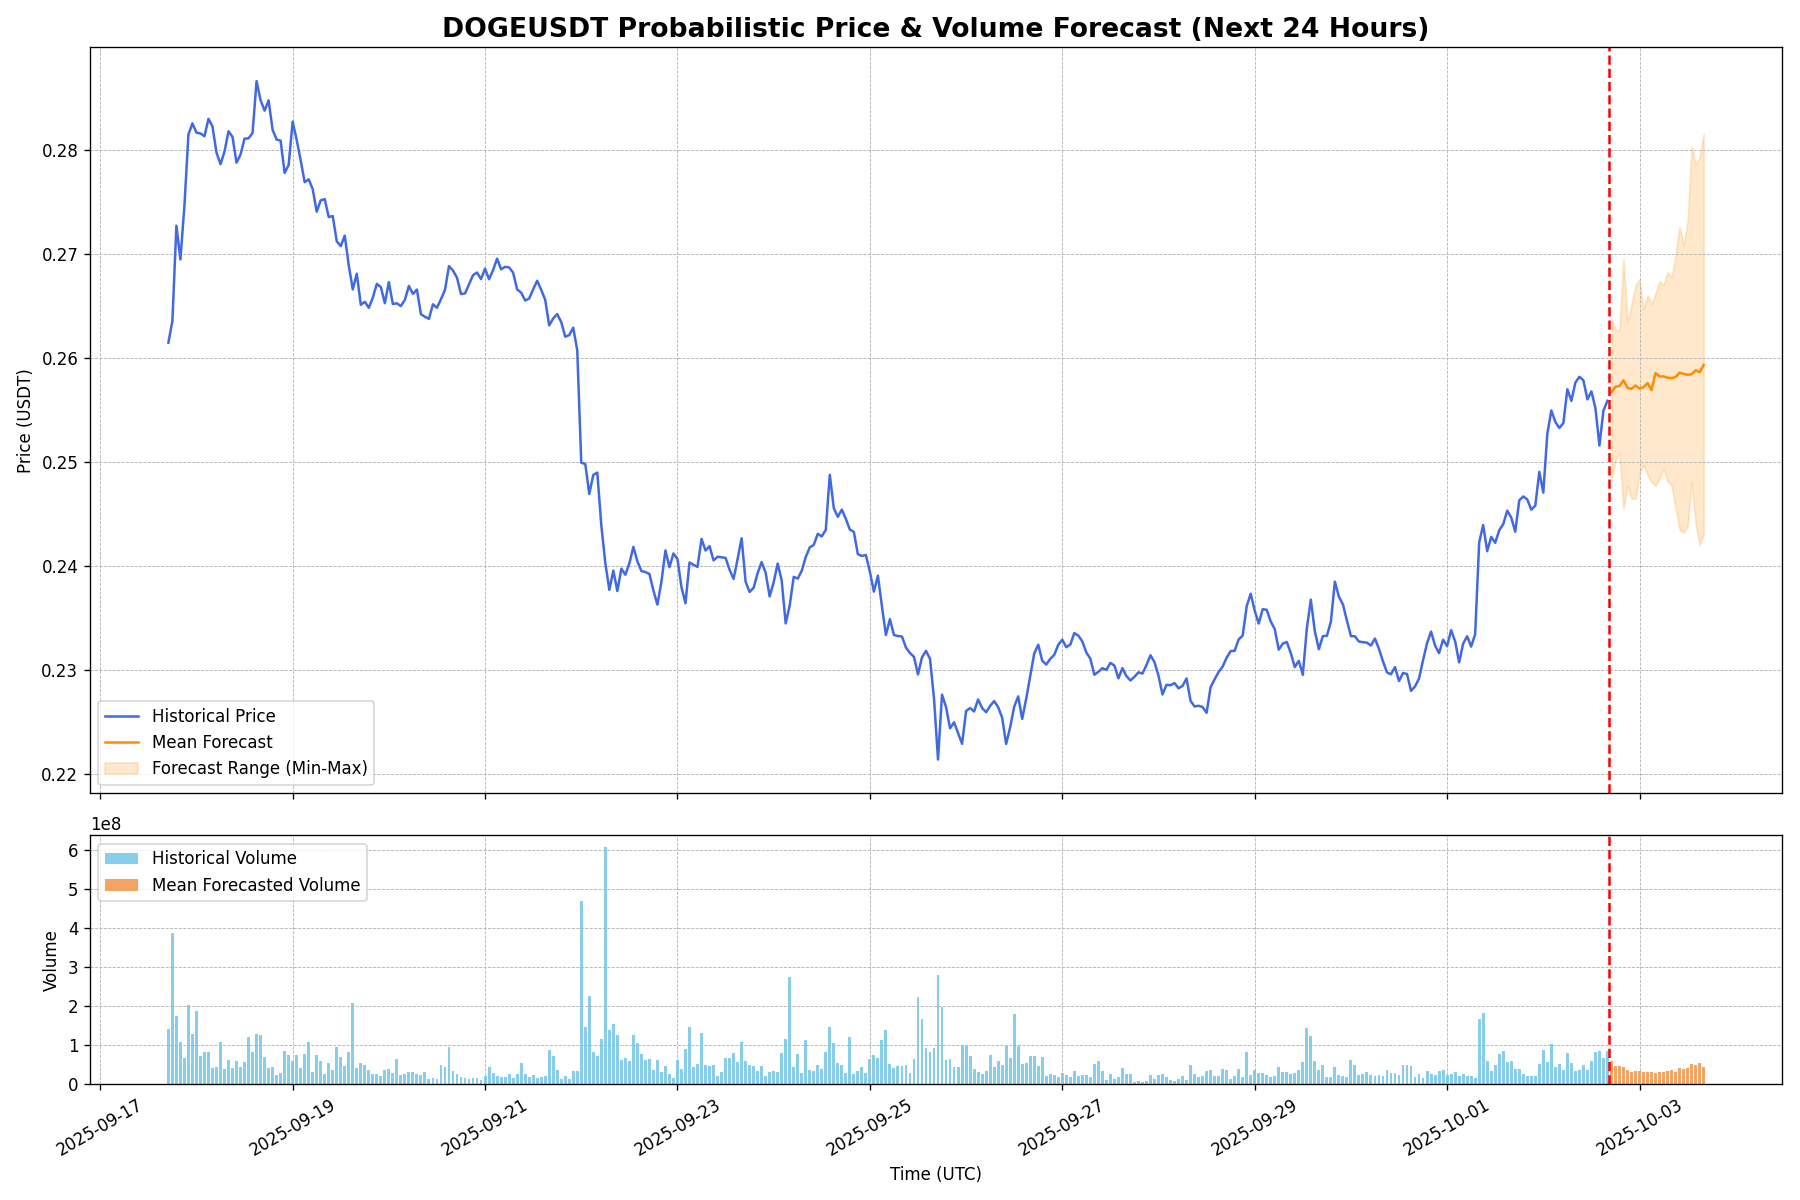 DOGEUSDT Probabilistic Price & Volume Forecast (Next 24 Hours)
Price (USDT)
0.28
0.27
0.26
0.25
0.24
0.23
0.22
Historical Price
Mean Forecast
Forecast Range (Min-Max)
1e8
Volume
6
5
4
3
2
1
0
Historical Volume
Mean Forecasted Volume
2025-09-17
2025-09-19
2025-09-21
2025-09-23
2025-09-25
2025-09-27
2025-09-29
2025-10-01
2025-10-03
Time (UTC)